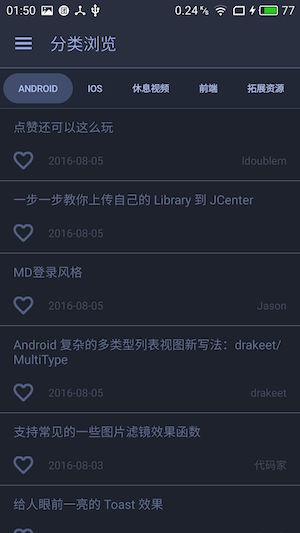 01:50
0.24 K/s
77
分类浏览
ANDROID
IOS
休息视频
前端
拓展资源
点赞还可以这么玩
2016-08-05
ldoublem
一步一步教你上传自己的 Library 到 JCenter
2016-08-05
MD登录风格
2016-08-05
Jason
Android 复杂的多类型列表视图新写法：drakeet/
MultiType
2016-08-05
drakeet
支持常见的一些图片滤镜效果函数
2016-08-03
代码家
给人眼前一亮的 Toast 效果